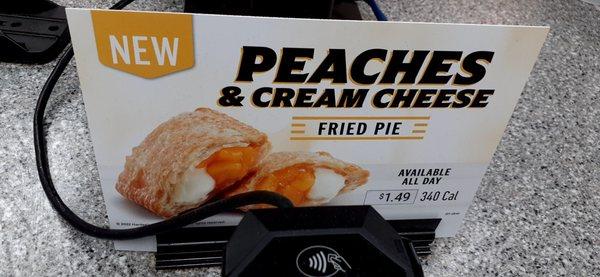 NEW
PEACHES
& CREAM CHEESE
FRIED PIE
AVAILABLE
ALL DAY
$1.49 340 Cal